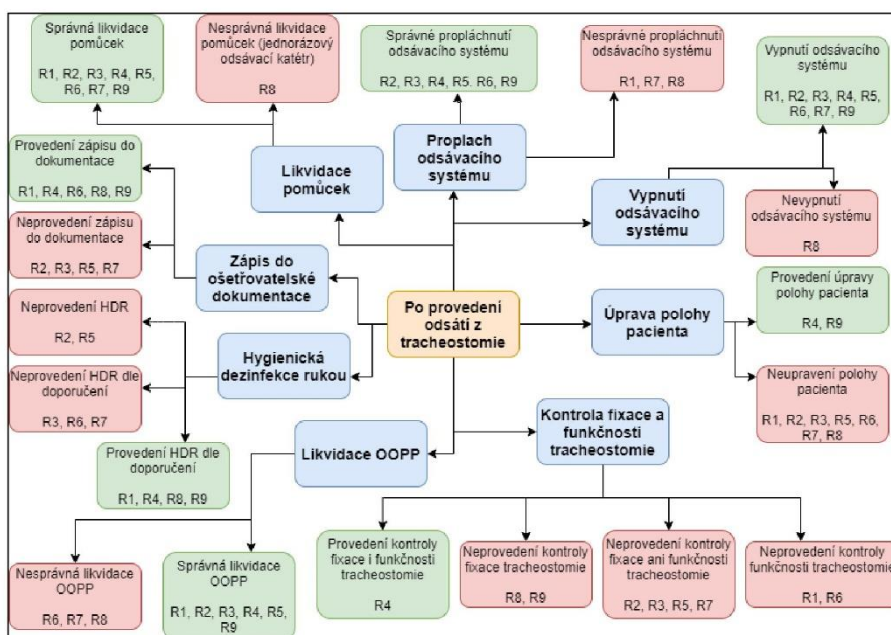 Správná likvidace
pomůcek
R1, R2, R3, R4, R5,
R6, R7, R9
Nesprávná likvidace
pomůcek (jednorázový
odsávací katétr)
R8
Správné propláchnutí
odsávacího systému
R2, R3, R4, R5. R6, R9
Nesprávné propláchnutí
odsávacího systému
R1, R7, R8
Vypnutí odsávacího
systému
R1, R2, R3, R4, R5,
R6, R7, R9
Provedení zápisu do
dokumentace
R1, R4, R6, R8, R9
Likvidace
pomůcek
Proplach
odsávacího
systému
Vypnutí
odsávacího
systému
Nevypnutí
odsávacího systému
R8
Neprovedení zápisu
do dokumentace
R2, R3, R5, R7
Zápis do
ošetřovatelské
dokumentace
Po provedení
odsátí z
tracheostomie
Úprava polohy
pacienta
Provedení úpravy
polohy pacienta
R4, R9
Neprovedení HDR
R2, R5
Hygienická
dezinfekce rukou
Neprovedení HDR dle
doporučení
R3, R6, R7
Neupravení polohy
pacienta
R1, R2, R3, R5, R6,
R7, R8
Provedení HDR dle
doporučení
R1, R4, R8, R9
Likvidace OOPP
Kontrola fixace a
funkčnosti
tracheostomie
Nesprávná likvidace
OOPP
R6, R7, R8
Správná likvidace
OOPP
R1, R2, R3, R4, R5,
R9
Provedení kontroly
fixace i funkčnosti
tracheostomie
R4
Neprovedení kontroly
fixace tracheostomie
R8, R9
Neprovedení kontroly
fixace ani funkčnosti
tracheostomie
R2, R3, R5, R7
Neprovedení kontroly
funkčnosti tracheostomie
R1, R6